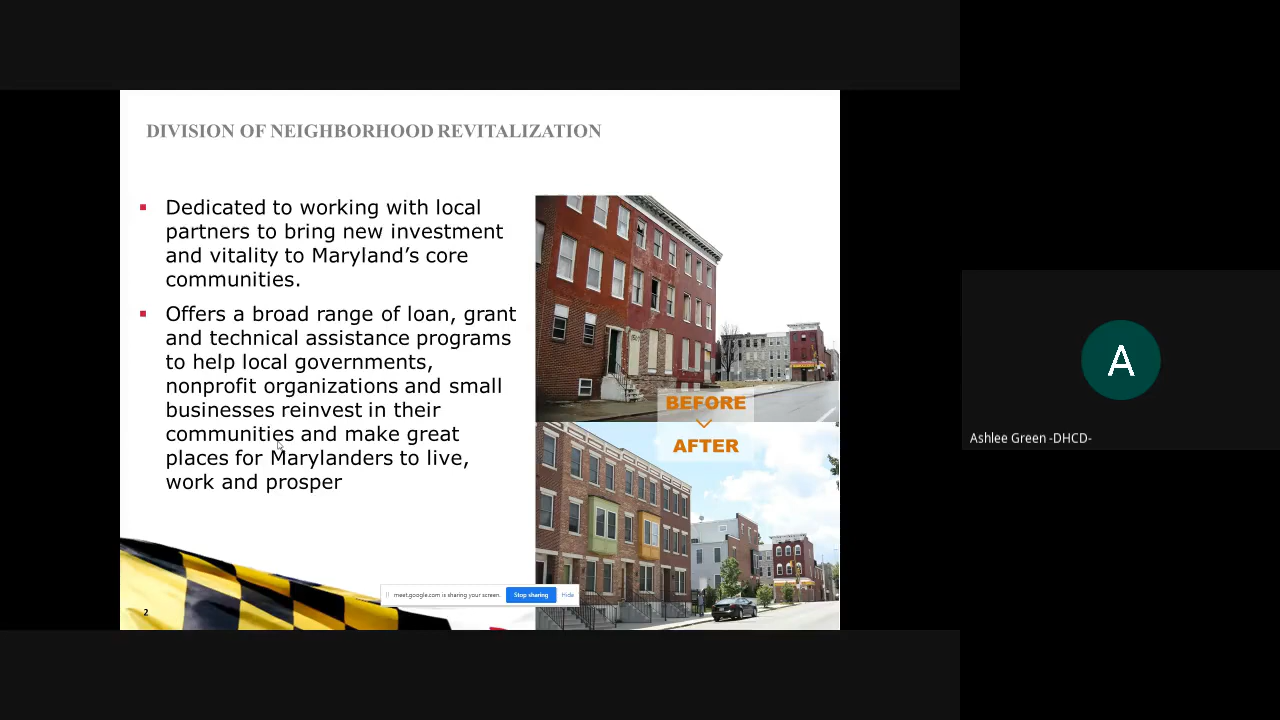 DIVISION OF NEIGHBORHOOD REVITALIZATION
Dedicated to working with local
partners to bring new investment
and vitality to Maryland’s core
communities.
Offers a broad range of loan, grant
and technical assistance programs
to help local governments,
nonprofit organizations and small
businesses reinvest in their
communities and make great
places for Marylanders to live,
work and prosper
BEFORE
AFTER
meet.google.com is sharing your screen.
Stop sharing
Hide
2
A
Ashlee Green -DHCD-